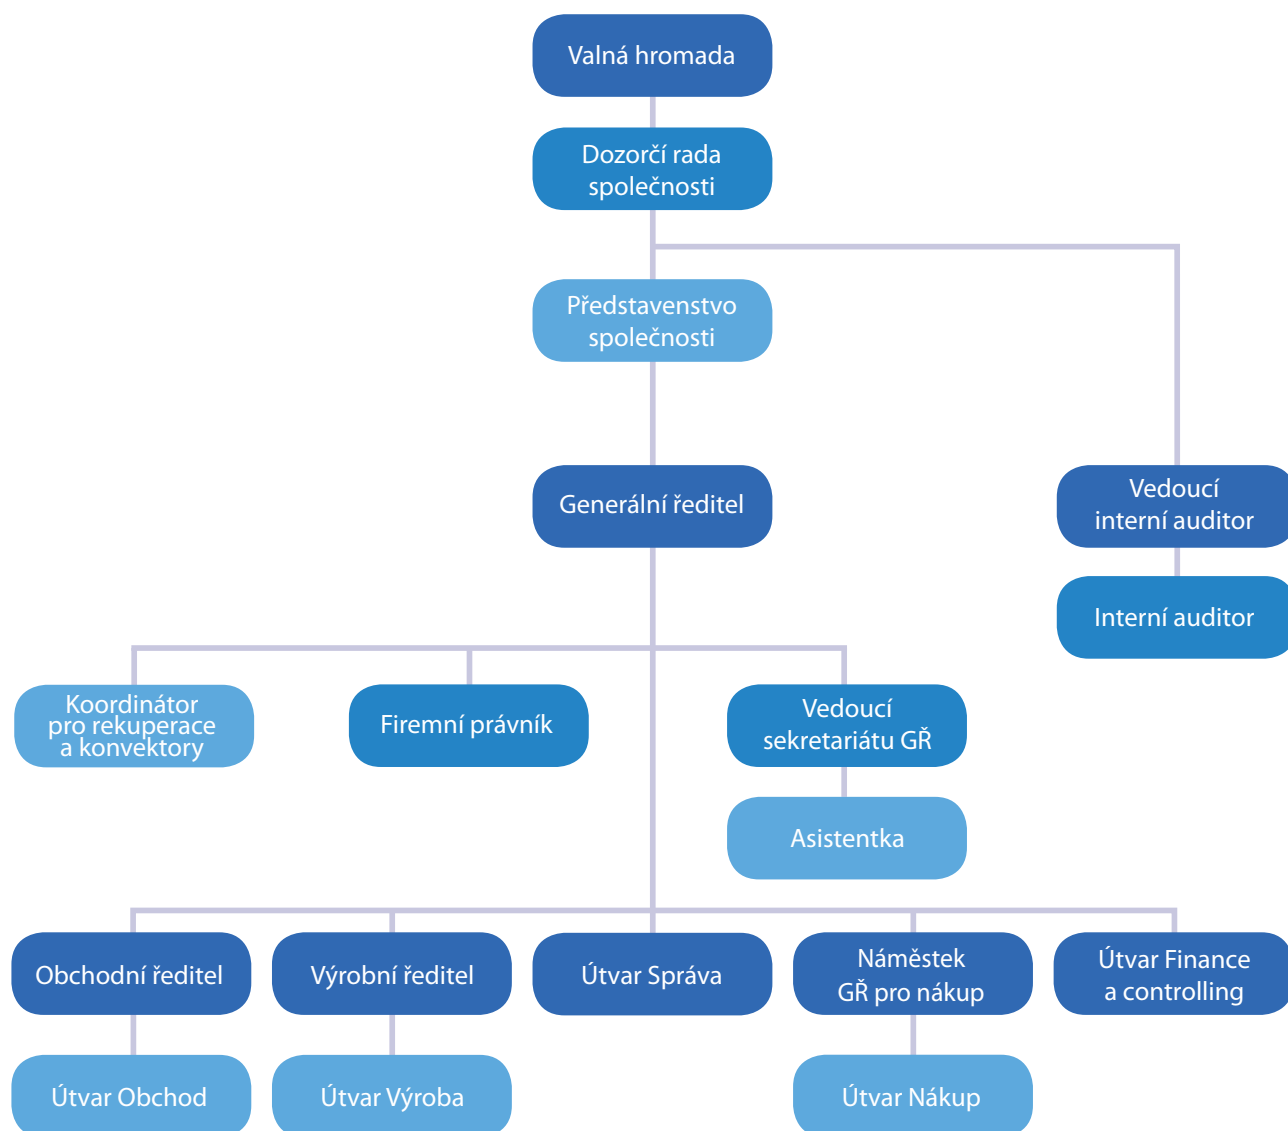 Valná hromada
Dozorčí rada
společnosti
Představenstvo
společnosti
Generální ředitel
Vedoucí
interní auditor
Interní auditor
Koordinátor
pro rekuperace
a konvektory
Firemní právník
Vedoucí
sekretariátu GŘ
Asistentka
Obchodní ředitel
Výrobní ředitel
Útvar Správa
Náměstek
GŘ pro nákup
Útvar Finance
a controlling
Útvar Obchod
Útvar Výroba
Útvar Nákup